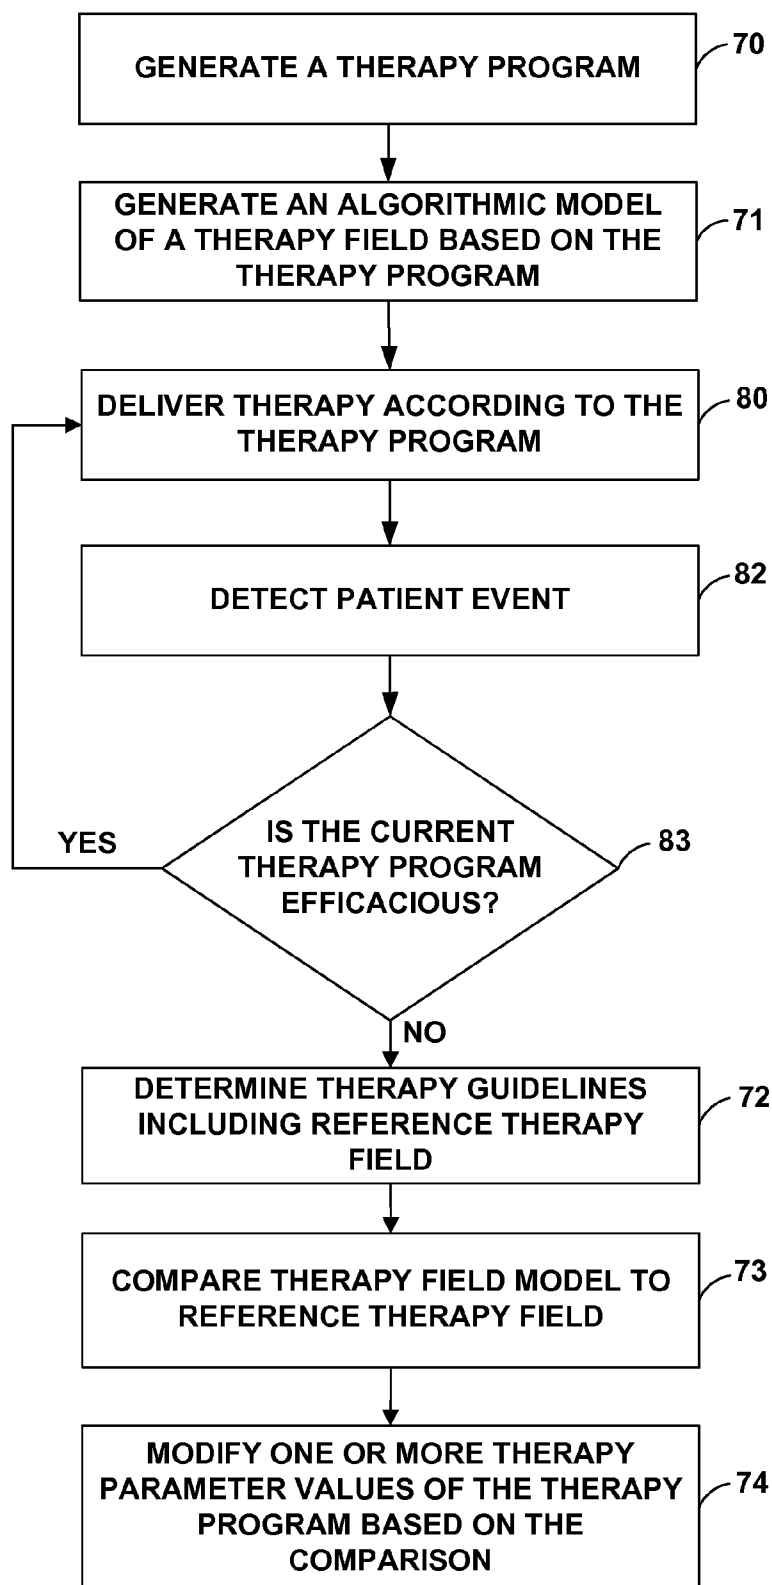 GENERATE A THERAPY PROGRAM
70
GENERATE AN ALGORITHMIC MODEL
OF A THERAPY FIELD BASED ON THE
THERAPY PROGRAM
71
DELIVER THERAPY ACCORDING TO THE
THERAPY PROGRAM
80
DETECT PATIENT EVENT
82
IS THE CURRENT
THERAPY PROGRAM
EFFICACIOUS?
83
YES
NO
DETERMINE THERAPY GUIDELINES
INCLUDING REFERENCE THERAPY
FIELD
72
COMPARE THERAPY FIELD MODEL TO
REFERENCE THERAPY FIELD
73
MODIFY ONE OR MORE THERAPY
PARAMETER VALUES OF THE THERAPY
PROGRAM BASED ON THE
COMPARISON
74